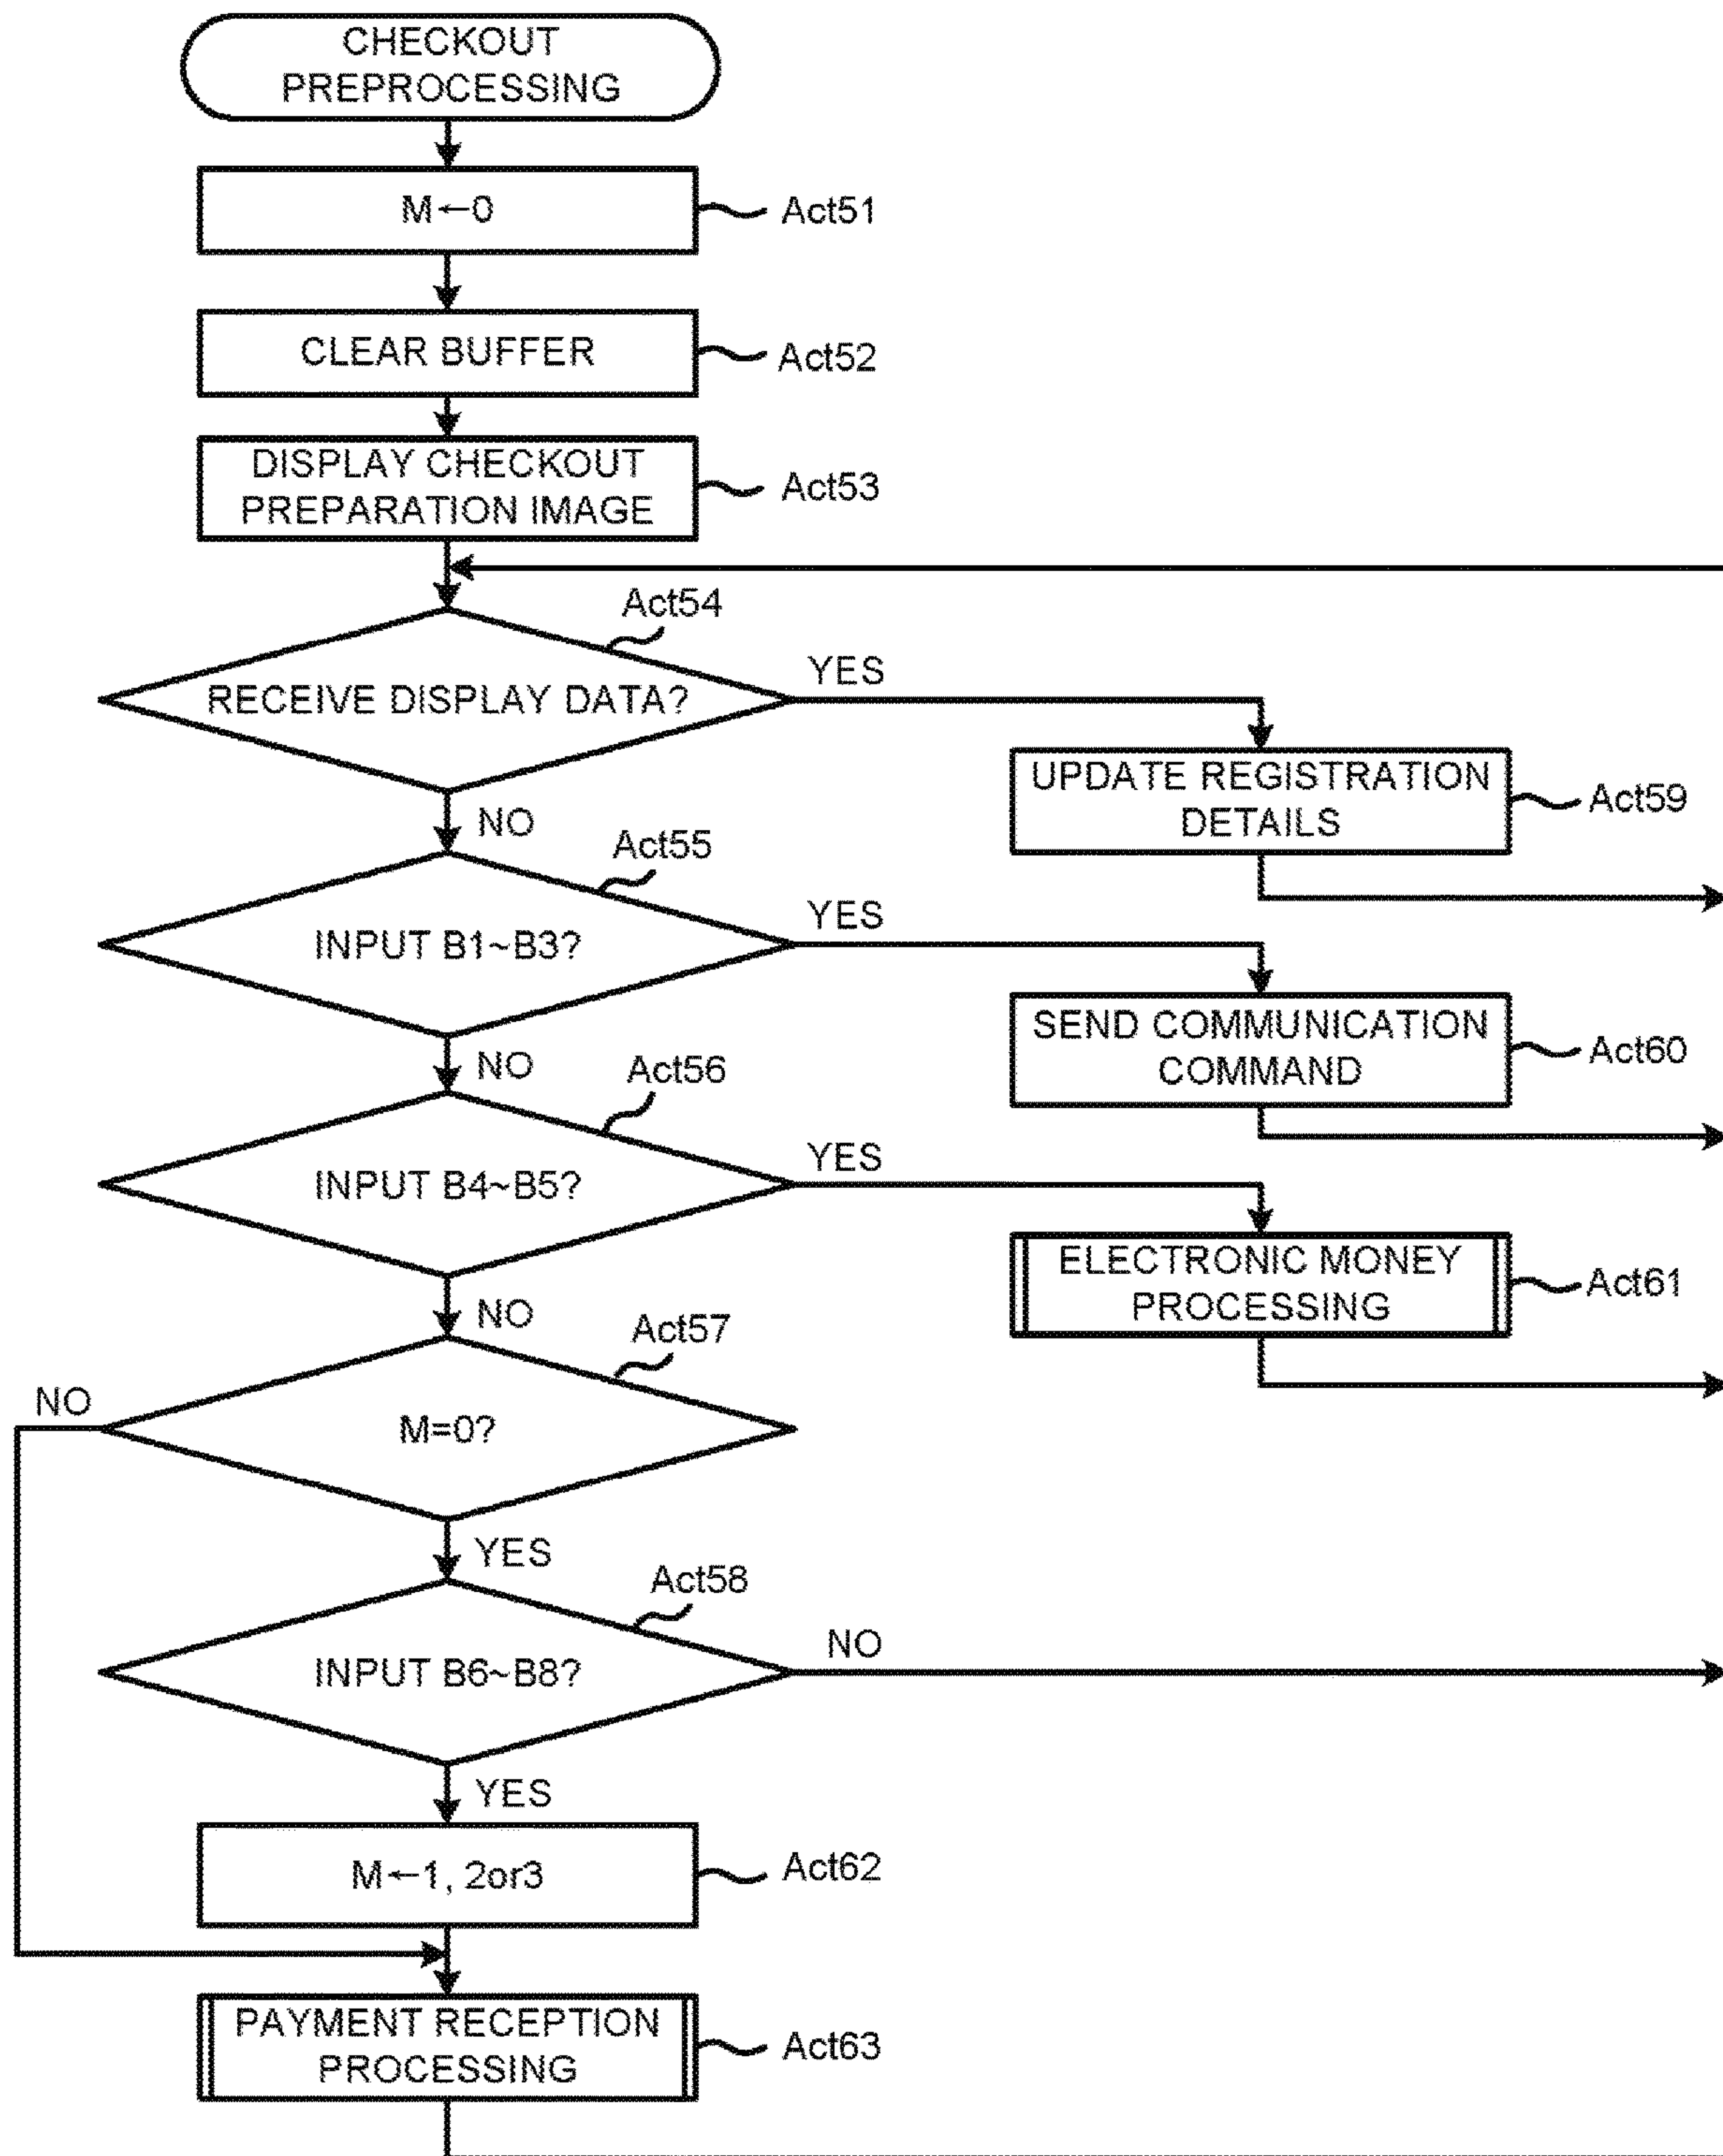 CHECKOUT
PREPROCESSING
M←0
Act51
CLEAR BUFFER
Act52
DISPLAY CHECKOUT
PREPARATION IMAGE
Act53
Act54
RECEIVE DISPLAY DATA?
YES
UPDATE REGISTRATION
DETAILS
Act59
NO
Act55
INPUT B1~B3?
YES
SEND COMMUNICATION
COMMAND
Act60
NO
Act56
INPUT B4~B5?
YES
ELECTRONIC MONEY
PROCESSING
Act61
NO
Act57
M=0?
NO
YES
Act58
INPUT B6~B8?
NO
YES
M←1, 2or3
Act62
PAYMENT RECEPTION
PROCESSING
Act63